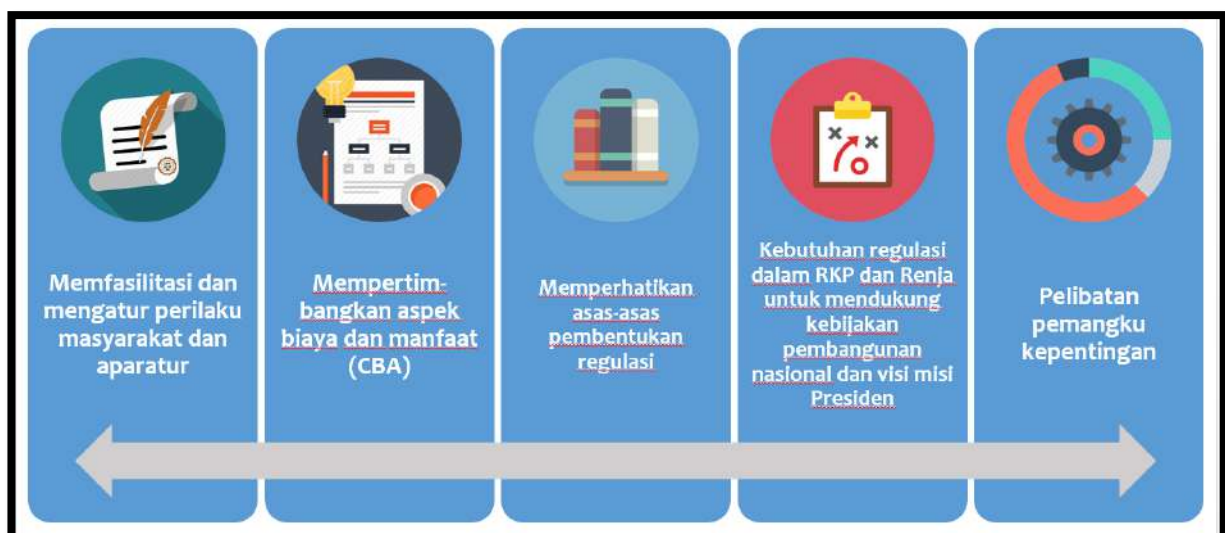 Memfasilitasi dan
mengatur perilaku
masyarakat dan
aparatur
Mempertim-
bangkan aspek
biaya dan manfaat
(CBA)
Memperhatikan
asas-asas
pembentukan
regulasi
Kebutuhan regulasi
dalam RKP dan Renja
untuk mendukung
kebijakan
pembangunan
nasional dan visi misi
Presiden
Pelibatan
pemangku
kepentingan